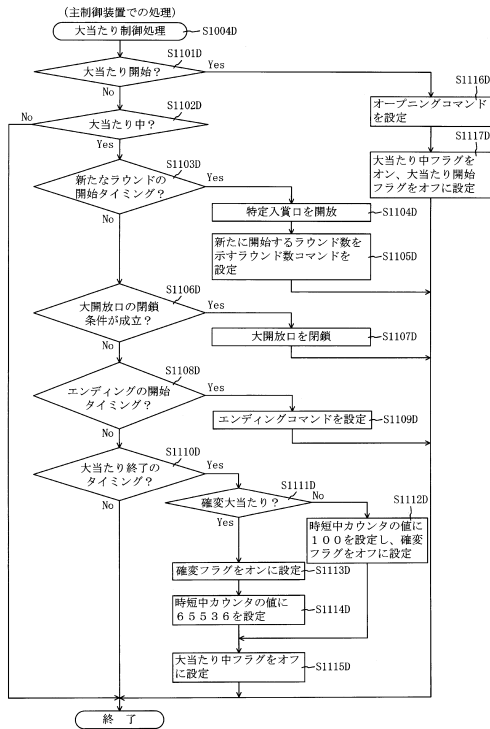 (主制御装置での処理)
大当たり制御処理
S1004D
S1101D
大当たり開始？
Yes
No
S1116D
オープニングコマンド
を設定
S1102D
No
大当たり中？
Yes
S1117D
大当たり中フラグを
オン、大当たり開始
フラグをオフに設定
S1103D
新たなラウンドの
開始タイミング？
Yes
No
特定入賞口を開放
S1104D
新たに開始するラウンド数を
示すラウンド数コマンドを
設定
S1105D
S1106D
大開放口の閉鎖
条件が成立？
Yes
No
大開放口を閉鎖
S1107D
S1108D
エンディングの開始
タイミング？
Yes
No
エンディングコマンドを設定
S1109D
S1110D
大当たり終了の
タイミング？
Yes
No
S1111D
確変大当たり？
No
Yes
S1112D
時短中カウンタの値に
１００を設定し、確変
フラグをオフに設定
確変フラグをオンに設定
S1113D
時短中カウンタの値に
６５５３６を設定
S1114D
大当たり中フラグをオフ
に設定
S1115D
終 了